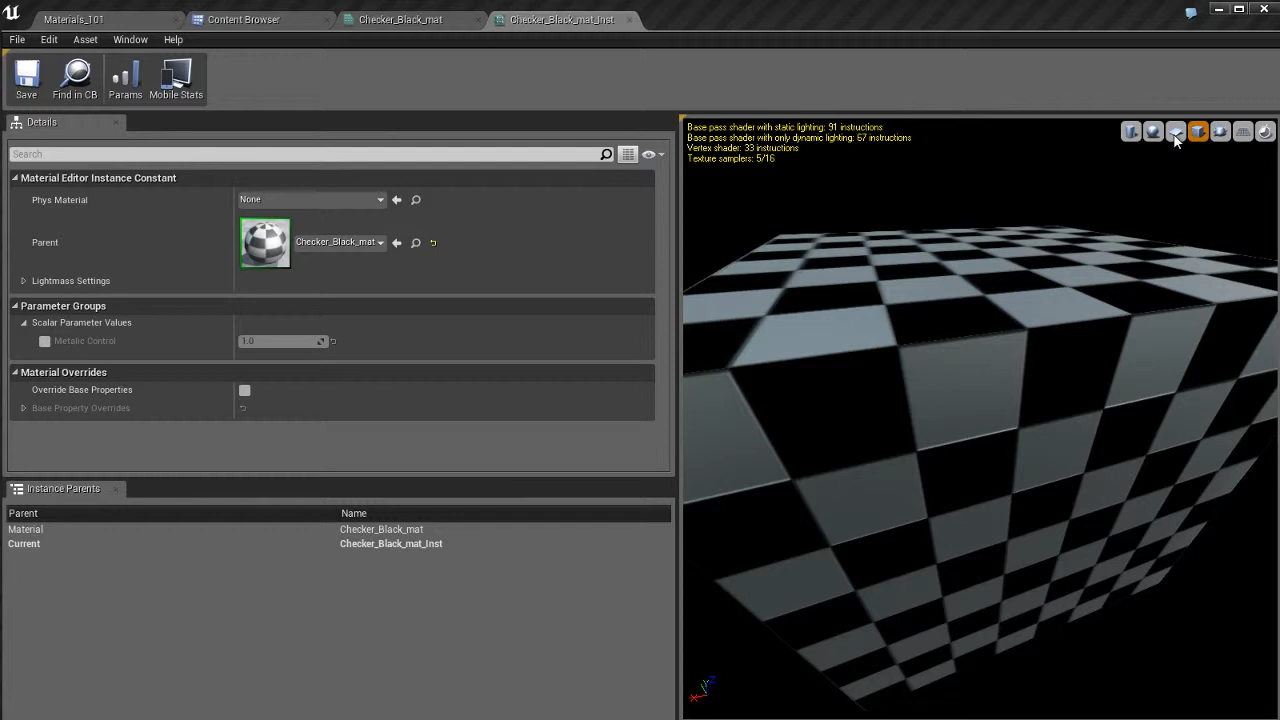 Materials_101
Content Browser
Checker_Black_mat
Checker_Black_mat_Inst
File Edit Asset Window Help
Save
Find in CB
Params
Mobile Stats
Details
Search
Material Editor Instance Constant
Phys Material
None
Parent
Checker_Black_mat
Lightmass Settings
Parameter Groups
Scalar Parameter Values
Metalic Control
1.0
Material Overrides
Override Base Properties
Base Property Overrides
Instance Parents
Parent Name
Material Checker_Black_mat
Current Checker_Black_mat_Inst
Base pass shader with static lighting: 91 instructions
Base pass shader with only dynamic lighting: 67 instructions
Vertex shader: 33 instructions
Texture samplers: 5/16
X Y Z